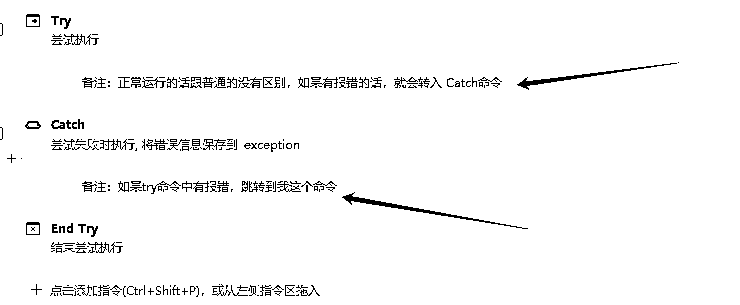 Try
尝试执行
备注：正常运行的话跟普通的没有区别，如果有报错的话，就会转入 Catch命令
Catch
尝试失败时执行, 将错误信息保存到 exception
备注：如果try命令中有报错，跳转到我这个命令
End Try
结束尝试执行
点击添加指令(Ctrl+Shift+P)，或从左侧指令区拖入